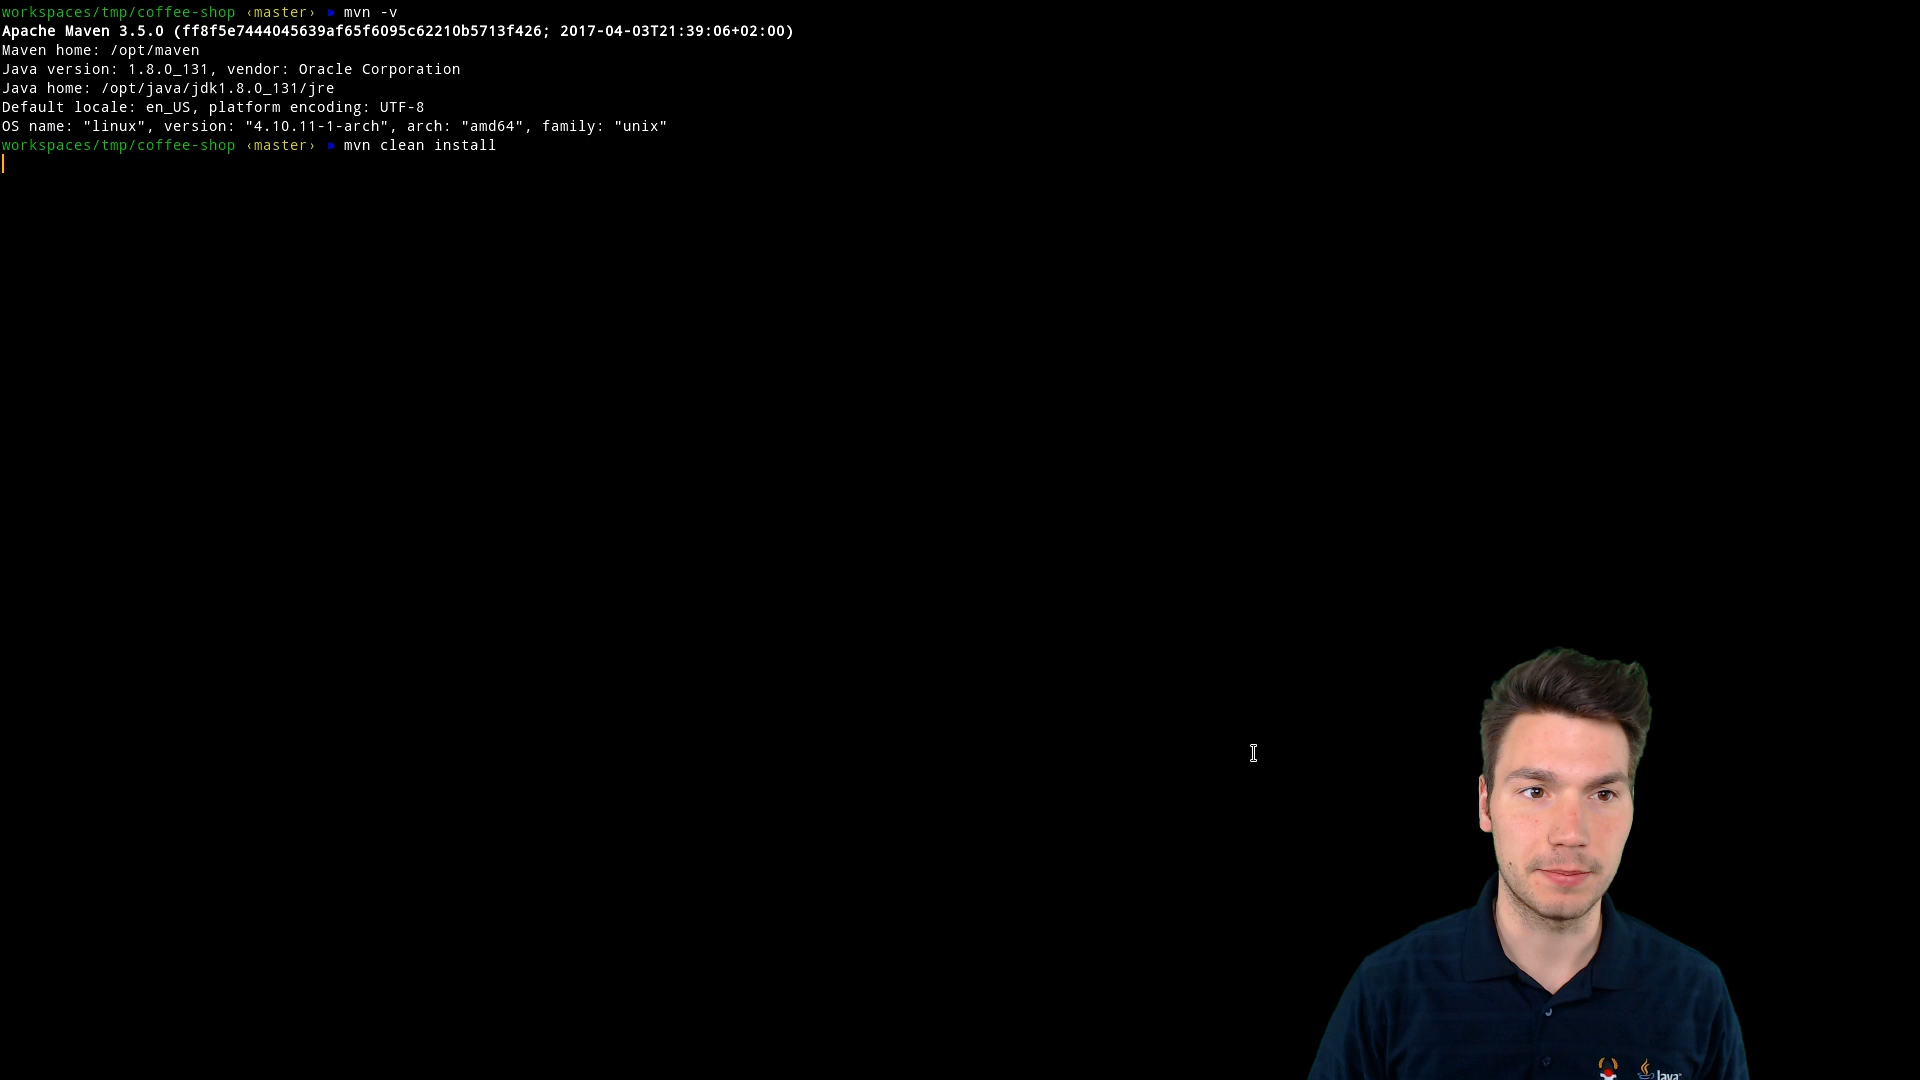 workspaces/tmp/coffee-shop ‹master› » mvn -v
Apache Maven 3.5.0 (ff8f5e7444045639af65f6095c62210b5713f426; 2017-04-03T21:39:06+02:00)
Maven home: /opt/maven
Java version: 1.8.0_131, vendor: Oracle Corporation
Java home: /opt/java/jdk1.8.0_131/jre
Default locale: en_US, platform encoding: UTF-8
OS name: "linux", version: "4.10.11-1-arch", arch: "amd64", family: "unix"
workspaces/tmp/coffee-shop ‹master› » mvn clean install
Java